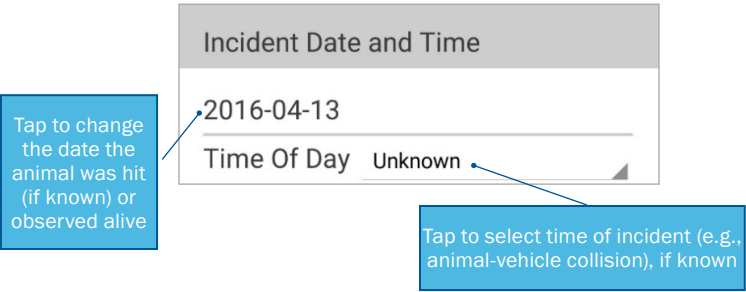 Incident Date and Time
2016-04-13
Time Of Day Unknown
Tap to change
the date the
animal was hit
(if known) or
observed alive
Tap to select time of incident (e.g.,
animal-vehicle collision), if known